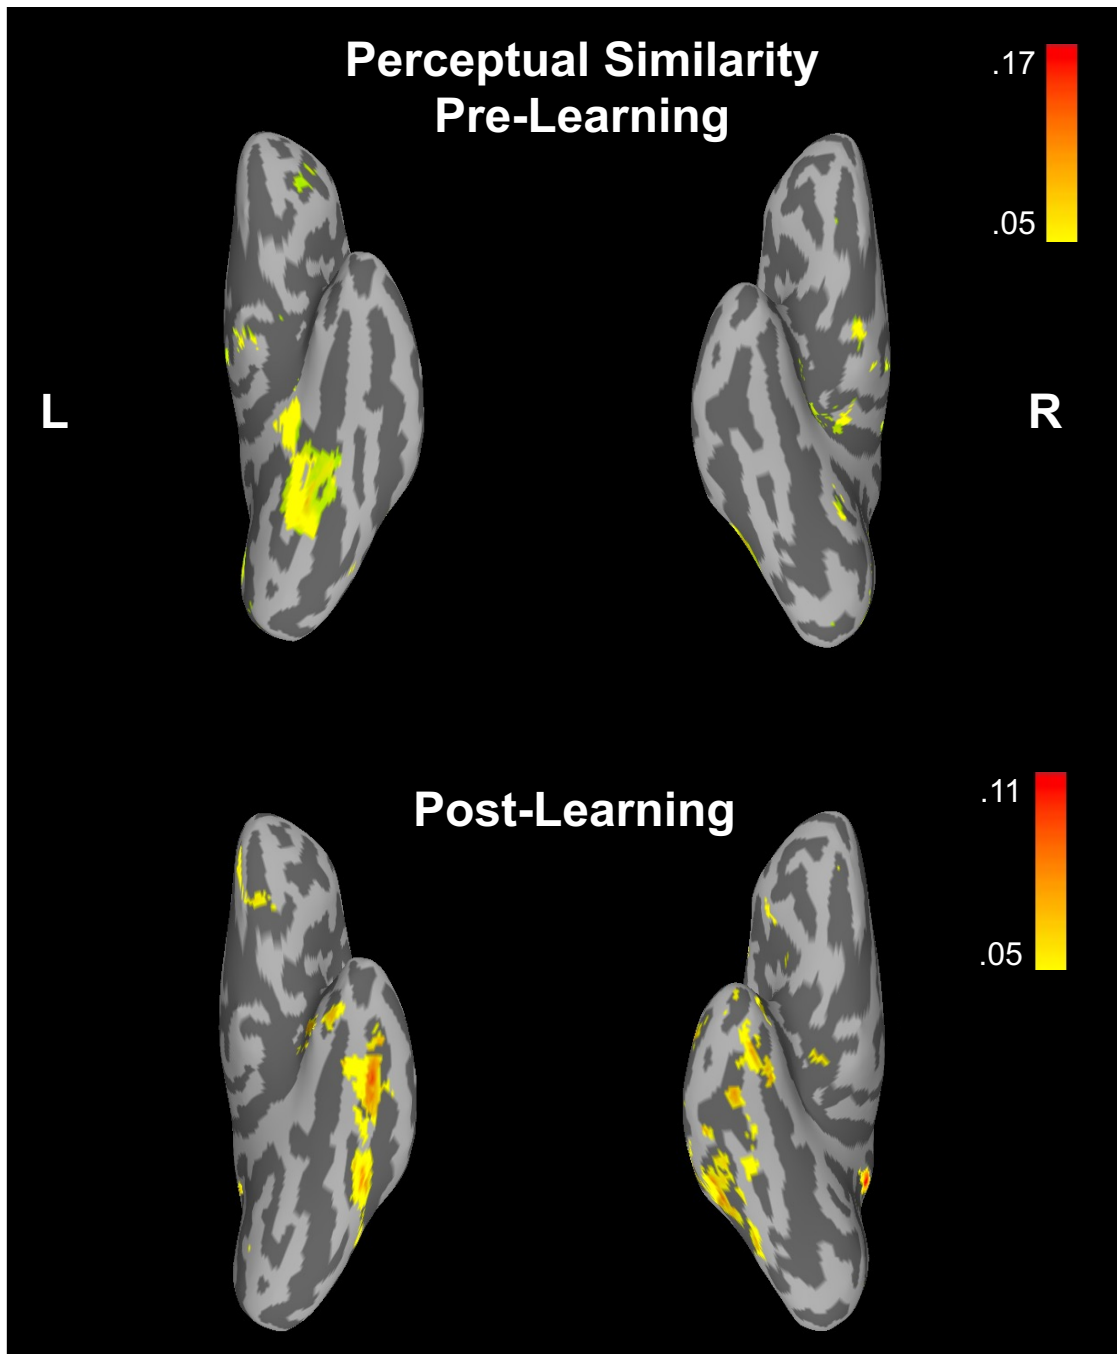 Perceptual Similarity
Pre-Learning
.17
.05
L
R
Post-Learning
.11
.05